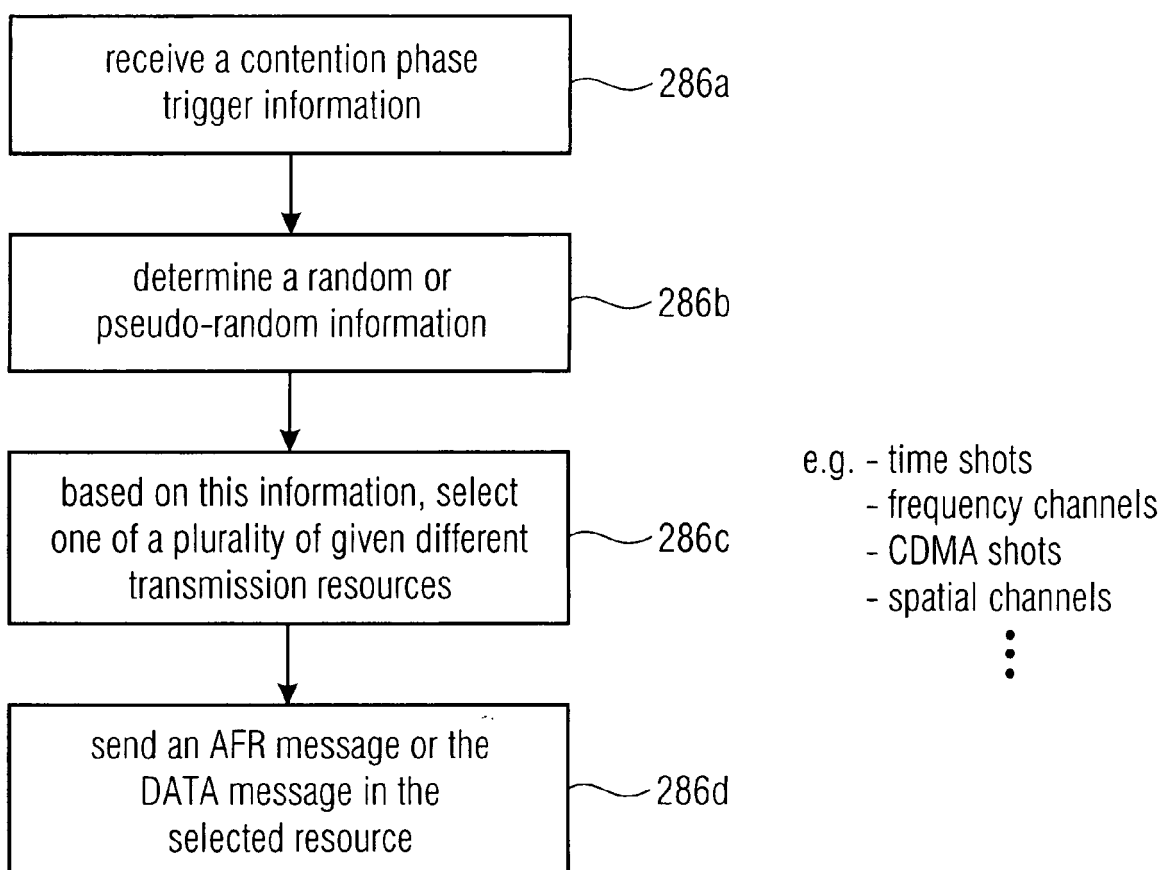 receive a contention phase
trigger information
286a
determine a random or
pseudo-random information
286b
based on this information, select
one of a plurality of given different
transmission resources
286c
e.g. - time shots
- frequency channels
- CDMA shots
- spatial channels
send an AFR message or the
DATA message in the
selected resource
286d